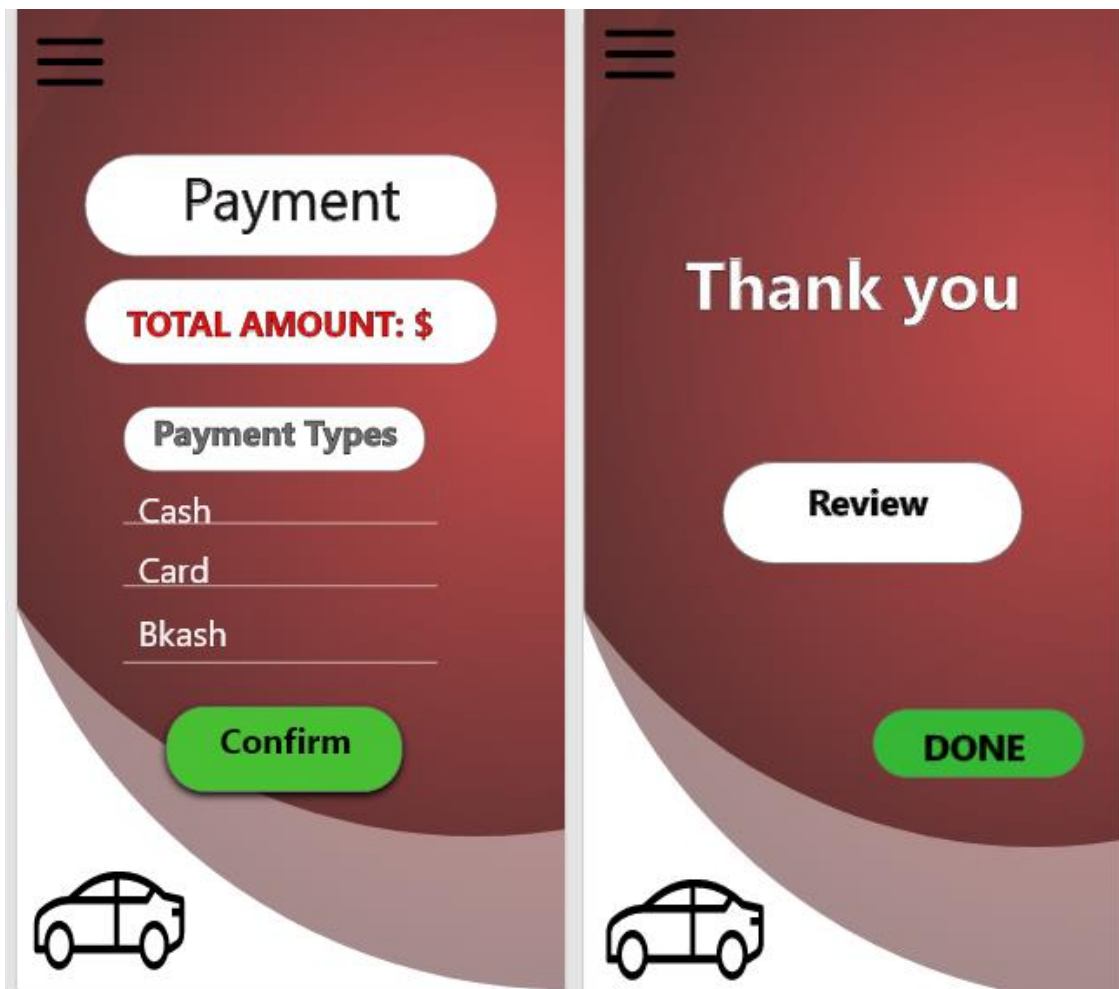 Payment
TOTAL AMOUNT: $
Payment Types
Cash
Card
Bkash
Confirm
Thank you
Review
DONE